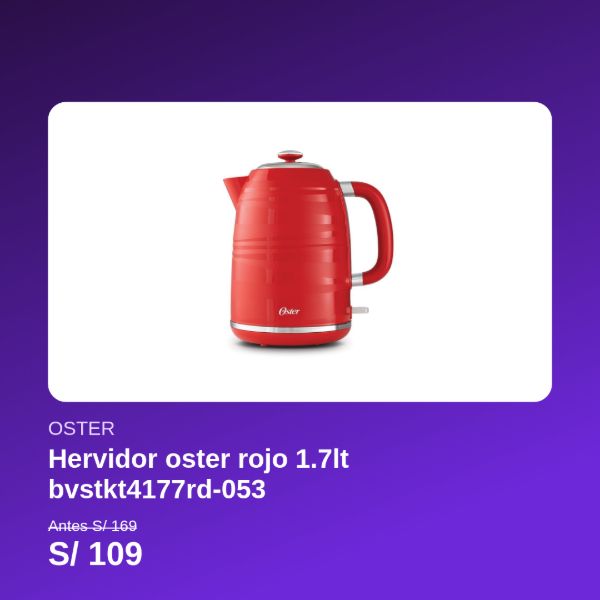 Oster
OSTER
Hervidor oster rojo 1.7lt
bvstkt4177rd-053
Antes S/ 169
S/ 109